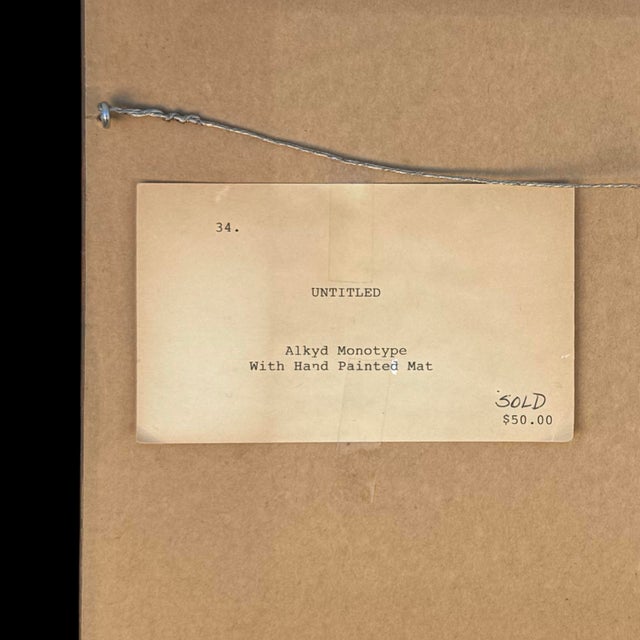 34.
UNTITLED
Alkyd Monotype
With Hand Painted Mat
SOLD
$50.00